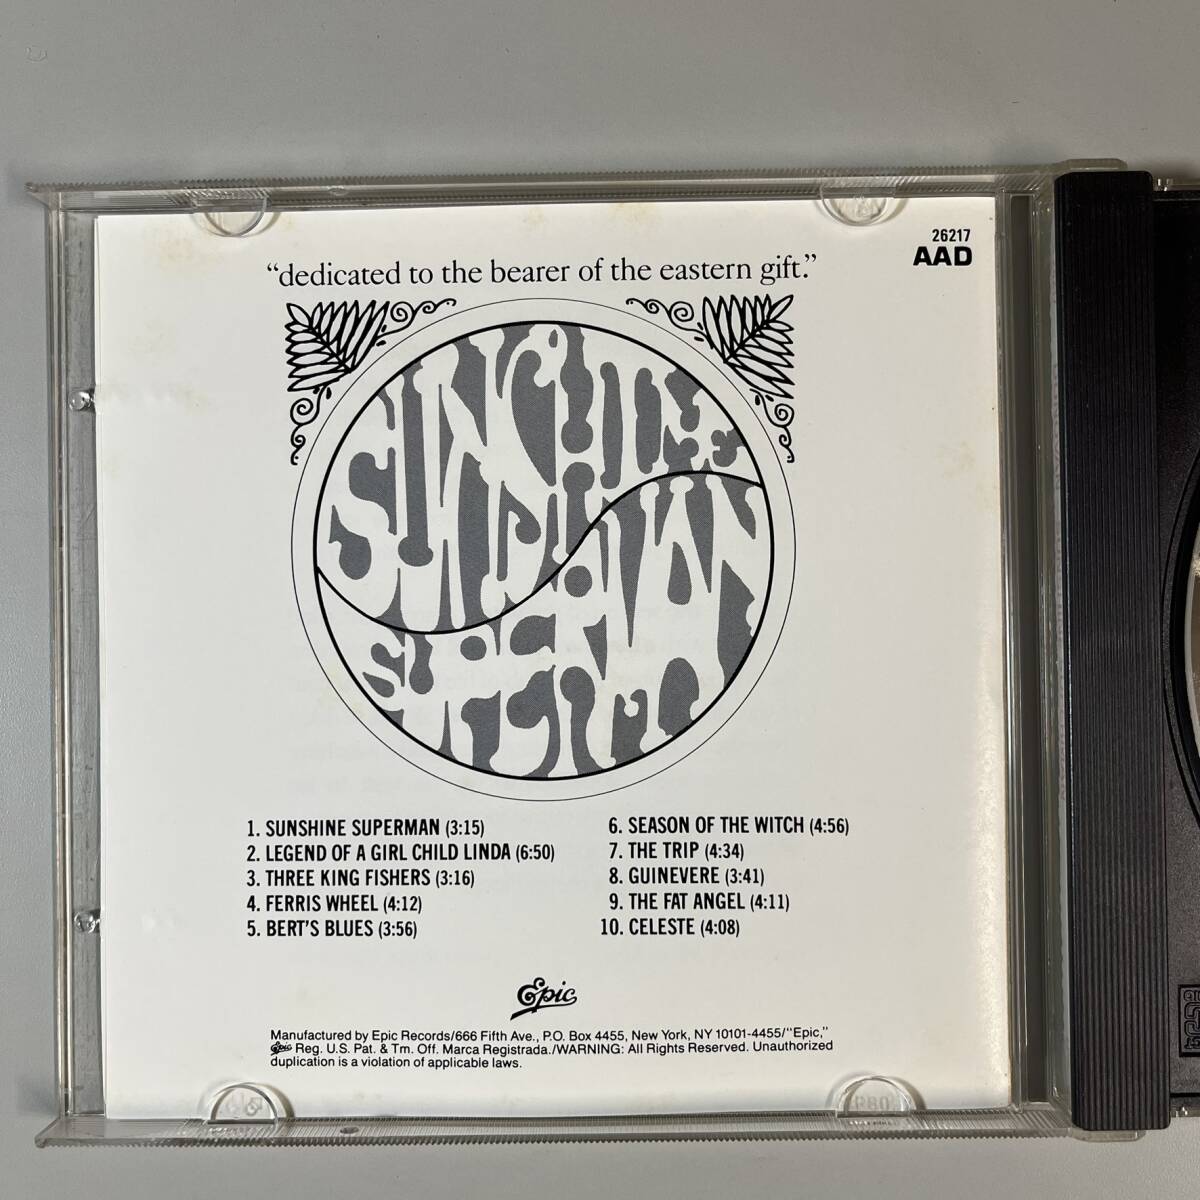 26217
AAD
“dedicated to the bearer of the eastern gift.”
SUNSHINE
SUPERMAN
SUPERMAN
1. SUNSHINE SUPERMAN (3:15)
2. LEGEND OF A GIRL CHILD LINDA (6:50)
3. THREE KING FISHERS (3:16)
4. FERRIS WHEEL (4:12)
5. BERT'S BLUES (3:56)
6. SEASON OF THE WITCH (4:56)
7. THE TRIP (4:34)
8. GUINEVERE (3:41)
9. THE FAT ANGEL (4:11)
10. CELESTE (4:08)
Epic
Manufactured by Epic Records/666 Fifth Ave., P.O. Box 4455, New York, NY 10101-4455/"Epic,"
Epic Reg. U.S. Pat. & Tm. Off. Marca Registrada./WARNING: All Rights Reserved. Unauthorized
duplication is a violation of applicable laws.